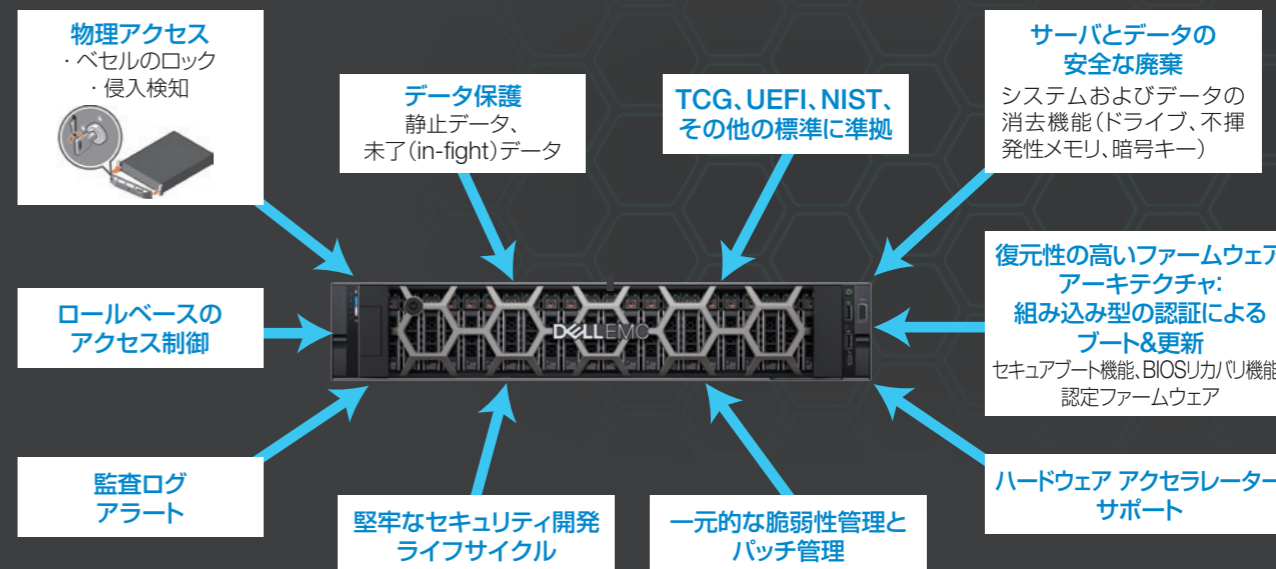 物理アクセス
・ベセルのロック
・侵入検知
データ保護
静止データ、
未了(in-fight)データ
TCG、UEFI、NIST、
その他の標準に準拠
サーバとデータの
安全な廃棄
システムおよびデータの
消去機能(ドライブ、不揮
発性メモリ、暗号キー)
ロールベースの
アクセス制御
DELLEMC
復元性の高いファームウェア
アーキテクチャ:
組み込み型の認証による
ブート&更新
セキュアブート機能、BIOSリカバリ機能
認定ファームウェア
監査ログ
アラート
堅牢なセキュリティ開発
ライフサイクル
一元的な脆弱性管理と
パッチ管理
ハードウェア アクセラレーター
サポート